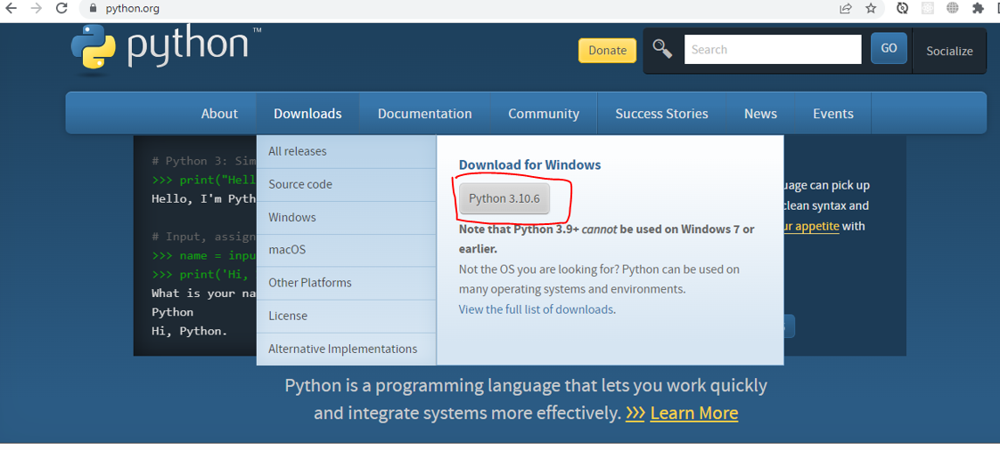 python.org
python™
Donate
Search
GO
Socialize
About
Downloads
Documentation
Community
Success Stories
News
Events
All releases
Source code
Windows
macOS
Other Platforms
License
Alternative Implementations
Download for Windows
Python 3.10.6
Note that Python 3.9+ cannot be used on Windows 7 or
earlier.
Not the OS you are looking for? Python can be used on
many operating systems and environments.
View the full list of downloads.
# Python 3:
>>> print("Hell
Hello, I'm Pyth
# Input, assign
>>> name = inpu
>>> print('Hi,
What is your na
Python
Hi, Python.
can pick up
clean syntax and
appetite with
Python is a programming language that lets you work quickly
and integrate systems more effectively. >>> Learn More